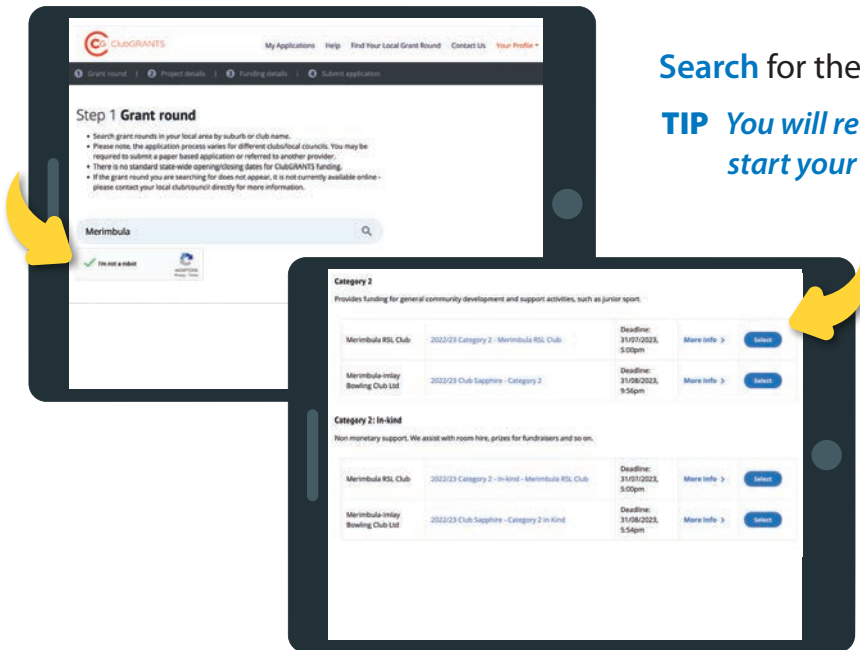 CG ClubGRANTS
My Applications Help Find Your Local Grant Round Contact Us Your Profile
1 Grant round | 2 Project details | 3 Funding details | 4 Submit application
Step 1 Grant round
• Search grant rounds in your local area by suburb or club name.
• Please note, the application process varies for different clubs/local councils. You may be
required to submit a paper based application or referred to another provider.
• There is no standard state-wide opening/closing dates for ClubGRANTS funding.
• If the grant round you are searching for does not appear, it is not currently available online -
please contact your local club/council directly for more information.
Merimbula
I'm not a robot
reCAPTCHA
Privacy - Terms
Search for the
TIP You will re
start your
Category 2
Provides funding for general community development and support activities, such as junior sport.
Merimbula RSL Club 2022/23 Category 2 - Merimbula RSL Club Deadline: 31/07/2023, 5:00pm More Info > Select
Merimbula-Imlay Bowling Club Ltd 2022/23 Club Sapphire - Category 2 Deadline: 31/08/2023, 9:56pm More Info > Select
Category 2: In-kind
Non monetary support. We assist with room hire, prizes for fundraisers and so on.
Merimbula RSL Club 2022/23 Category 2 - In-kind - Merimbula RSL Club Deadline: 31/07/2023, 5:00pm More Info > Select
Merimbula-Imlay Bowling Club Ltd 2022/23 Club Sapphire - Category 2 In Kind Deadline: 31/08/2023, 5:54pm More Info > Select